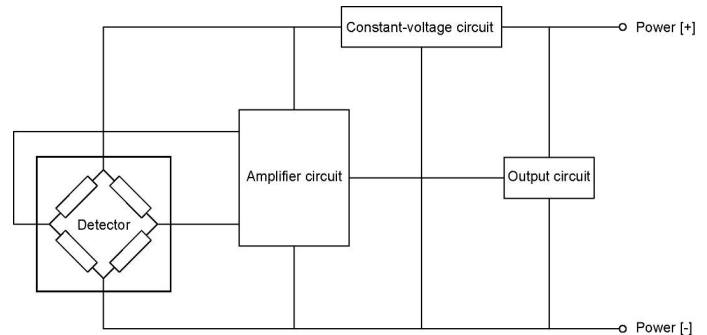 Constant-voltage circuit
Power [+]
Amplifier circuit
Output circuit
Detector
Power [-]